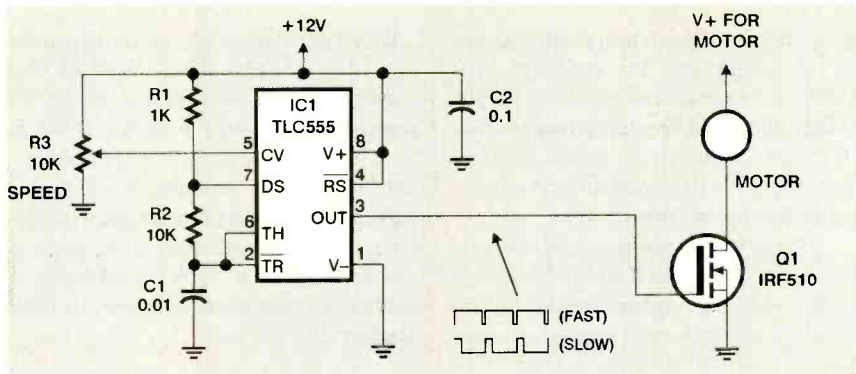 +12V
V+ FOR
MOTOR
R1
1K
IC1
TLC555
C2
0.1
R3
10K
SPEED
5
CV
V+
8
7
DS
RS
4
R2
10K
OUT
3
6
TH
2
TR
V-
1
MOTOR
C1
0.01
Q1
IRF510
(FAST)
(SLOW)